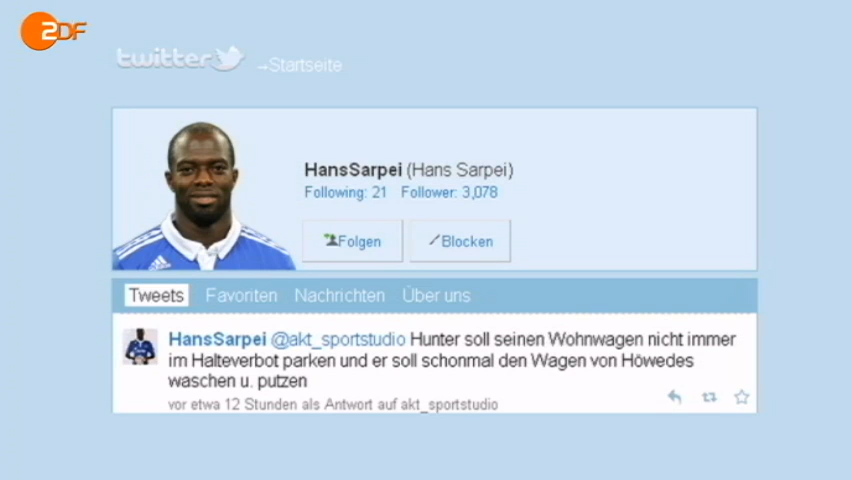 ZDF
twitter →Startseite
HansSarpei (Hans Sarpei)
Following: 21 Follower: 3,078
Folgen Blocken
Tweets Favoriten Nachrichten Über uns
HansSarpei @akt_sportstudio Hunter soll seinen Wohnwagen nicht immer
im Halteverbot parken und er soll schonmal den Wagen von Höwedes
waschen u. putzen
vor etwa 12 Stunden als Antwort auf akt_sportstudio